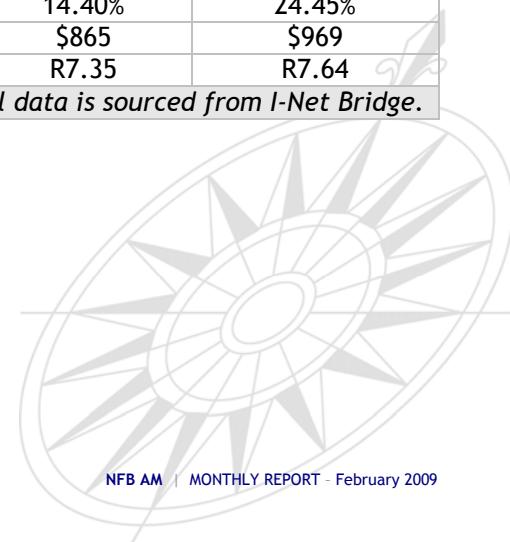 14.40% 24.45%
$865 $969
R7.35 R7.64
l data is sourced from I-Net Bridge.
NFB AM | MONTHLY REPORT – February 2009